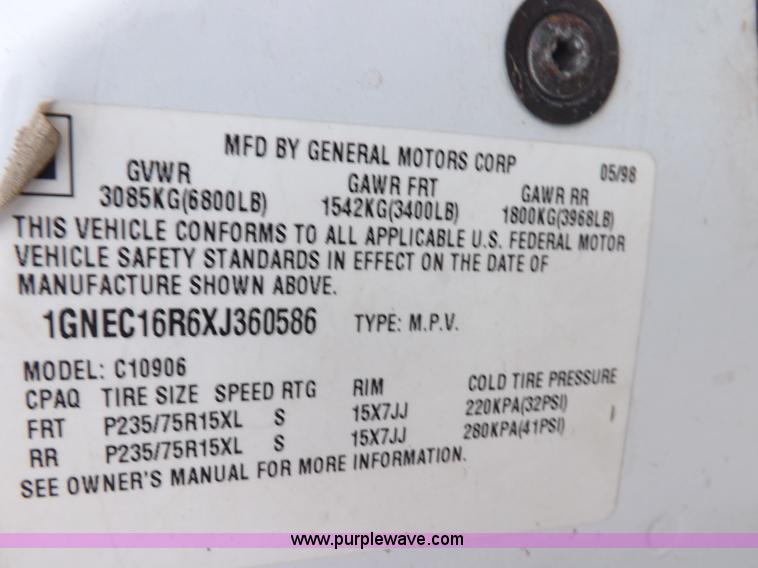 MFD BY GENERAL MOTORS CORP 05/98
GVWR GAWR FRT GAWR RR
3085KG(6800LB) 1542KG(3400LB) 1800KG(3968LB)
THIS VEHICLE CONFORMS TO ALL APPLICABLE U.S. FEDERAL MOTOR
VEHICLE SAFETY STANDARDS IN EFFECT ON THE DATE OF
MANUFACTURE SHOWN ABOVE.
1GNEC16R6XJ360586 TYPE: M.P.V.
MODEL: C10906
CPAQ TIRE SIZE SPEED RTG RIM COLD TIRE PRESSURE
FRT P235/75R15XL S 15X7JJ 220KPA(32PSI)
RR P235/75R15XL S 15X7JJ 280KPA(41PSI)
SEE OWNER'S MANUAL FOR MORE INFORMATION.
www.purplewave.com